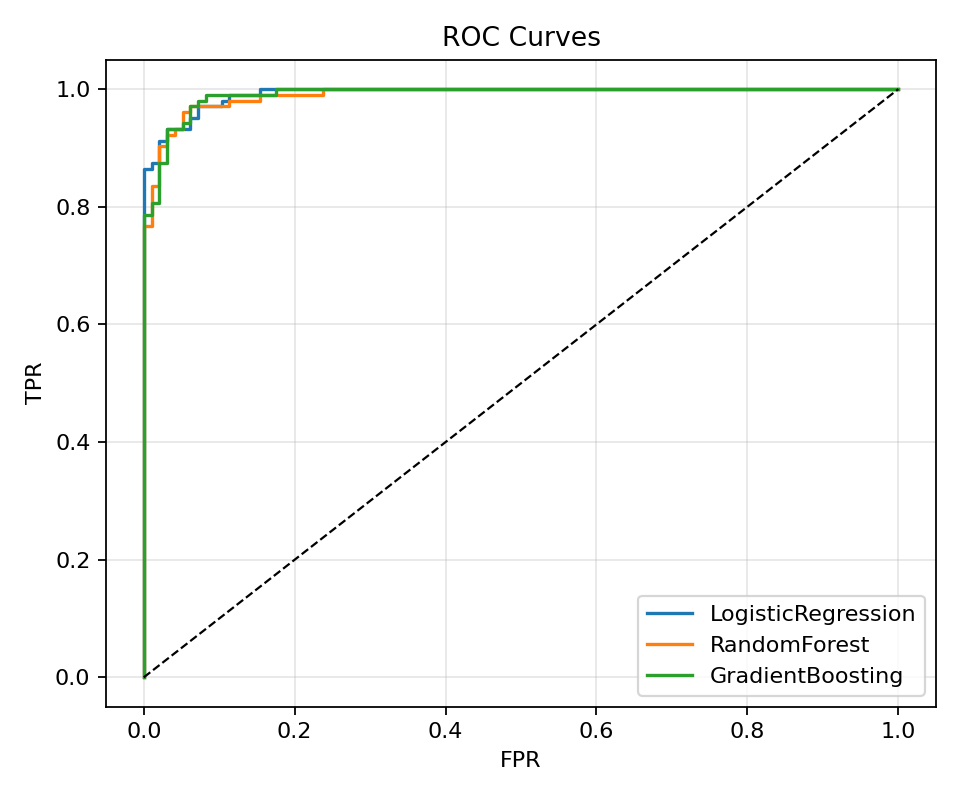 ROC Curves
1.0
0.8
0.6
0.4
0.2
0.0
TPR
LogisticRegression
RandomForest
GradientBoosting
0.0 0.2 0.4 0.6 0.8 1.0
FPR